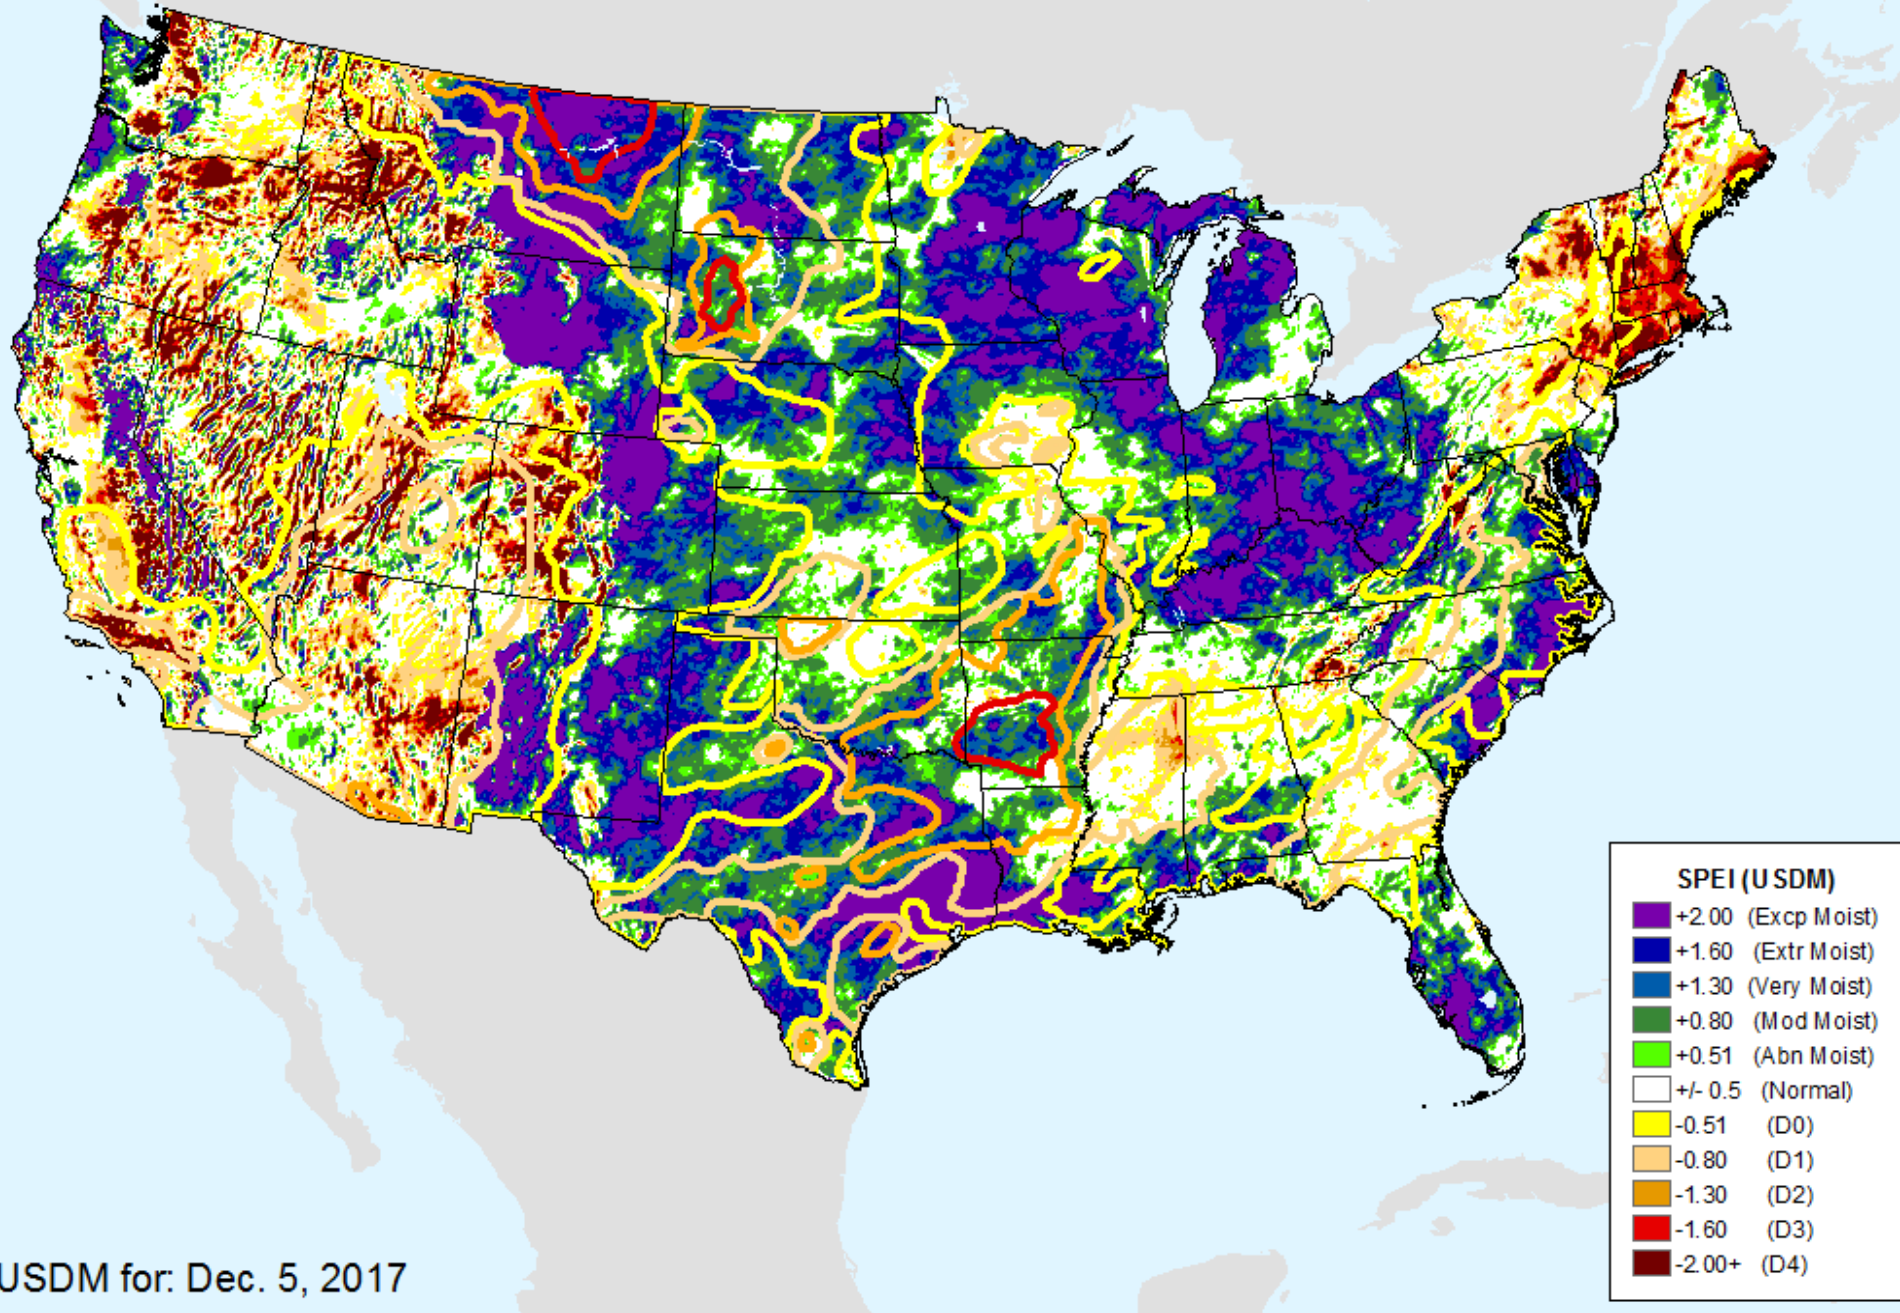 SPEI (USDM)
+2.00 (Excp Moist)
+1.60 (Extr Moist)
+1.30 (Very Moist)
+0.80 (Mod Moist)
+0.51 (Abn Moist)
+/- 0.5 (Normal)
-0.51 (D0)
-0.80 (D1)
-1.30 (D2)
-1.60 (D3)
-2.00+ (D4)
USDM for: Dec. 5, 2017